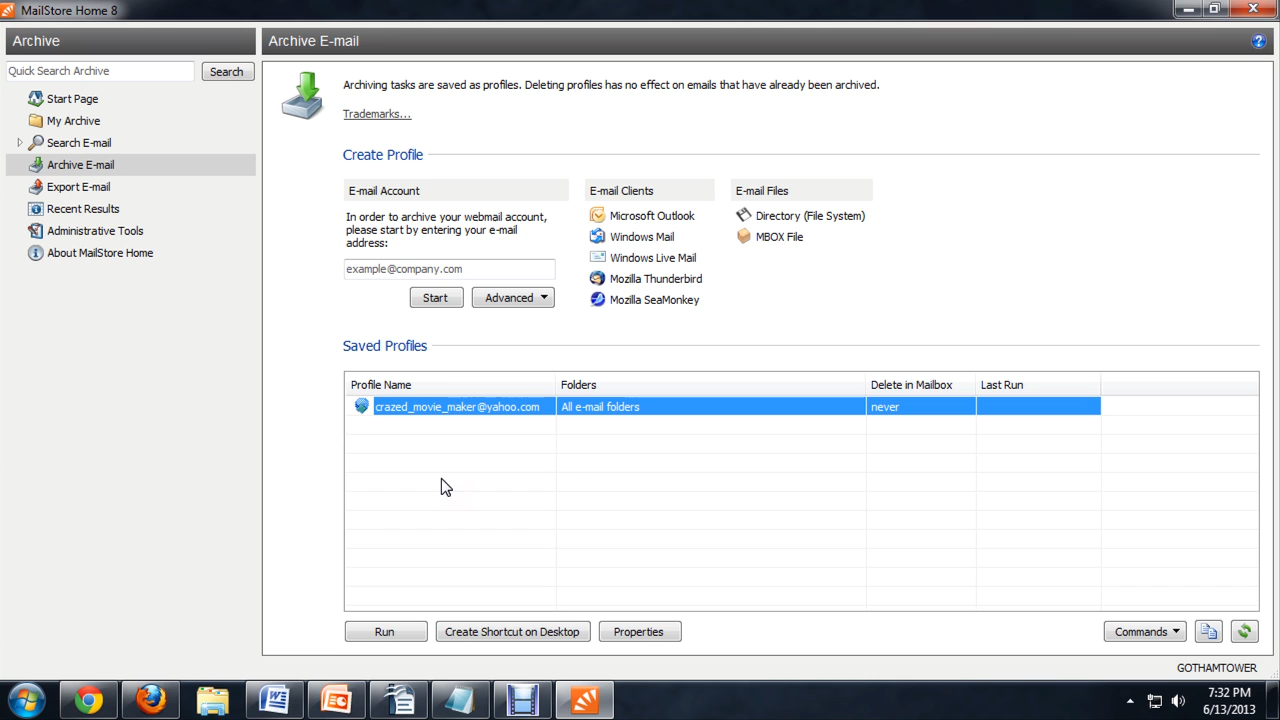 MailStore Home 8
Archive
Quick Search Archive
Search
Start Page
My Archive
Search E-mail
Archive E-mail
Export E-mail
Recent Results
Administrative Tools
About MailStore Home
Archive E-mail
Archiving tasks are saved as profiles. Deleting profiles has no effect on emails that have already been archived.
Trademarks...
Create Profile
E-mail Account
In order to archive your webmail account,
please start by entering your e-mail
address:
example@company.com
Start
Advanced
E-mail Clients
Microsoft Outlook
Windows Mail
Windows Live Mail
Mozilla Thunderbird
Mozilla SeaMonkey
E-mail Files
Directory (File System)
MBOX File
Saved Profiles
Profile Name Folders Delete in Mailbox Last Run
crazed_movie_maker@yahoo.com All e-mail folders never
Run Create Shortcut on Desktop Properties Commands
GOTHAMTOWER
7:32 PM
6/13/2013